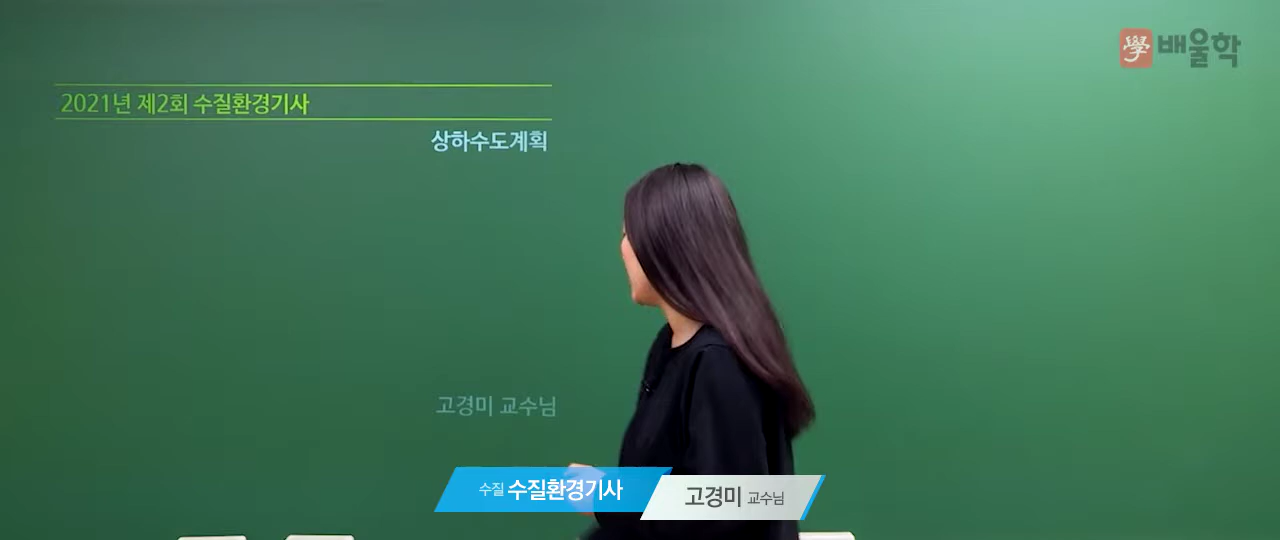 學 배울학
2021년 제2회 수질환경기사
상하수도계획
고경미 교수님
수질 수질환경기사
고경미 교수님